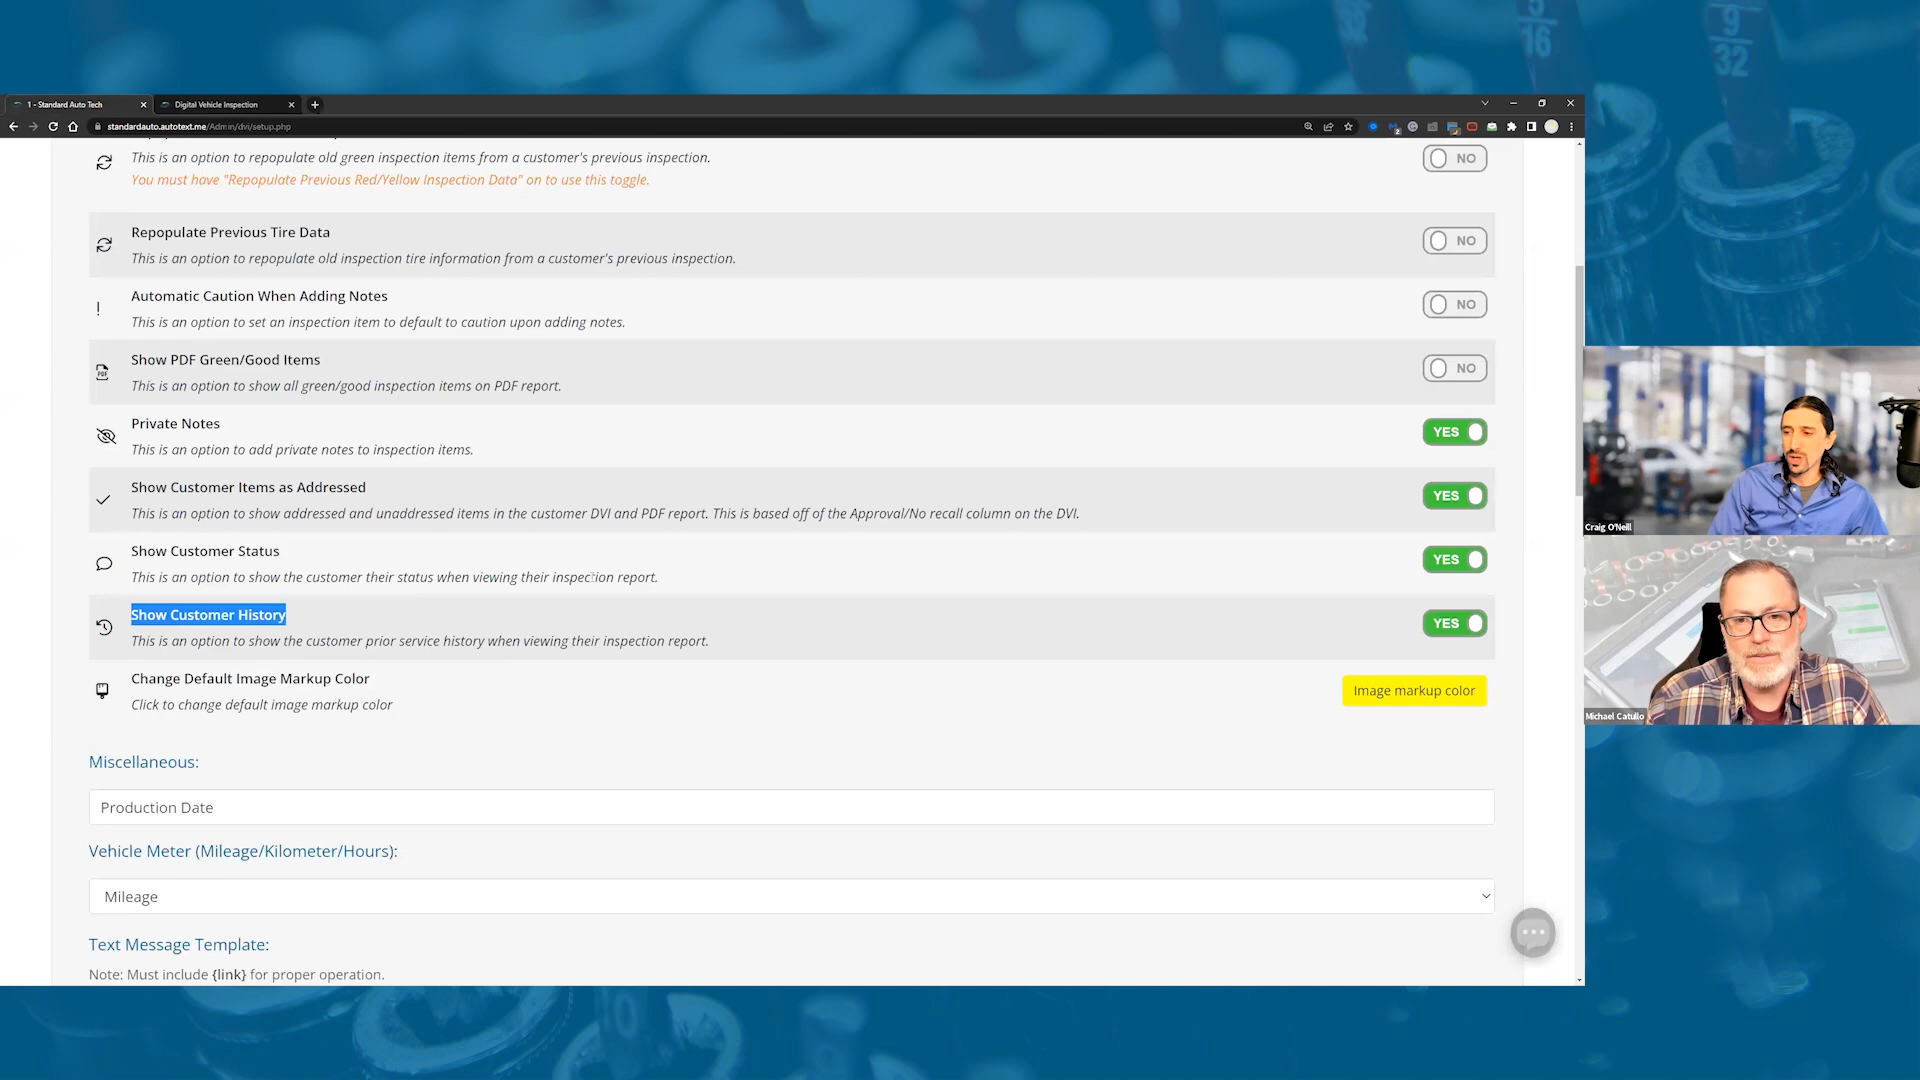 5
16
9
32
1 - Standard Auto Tech
Digital Vehicle Inspection
standardauto.autotext.me/Admin/dvi/setup.php
This is an option to repopulate old green inspection items from a customer's previous inspection.
NO
You must have "Repopulate Previous Red/Yellow Inspection Data" on to use this toggle.
Repopulate Previous Tire Data
NO
This is an option to repopulate old inspection tire information from a customer's previous inspection.
Automatic Caution When Adding Notes
NO
This is an option to set an inspection item to default to caution upon adding notes.
Show PDF Green/Good Items
NO
This is an option to show all green/good inspection items on PDF report.
Private Notes
YES
This is an option to add private notes to inspection items.
Show Customer Items as Addressed
YES
This is an option to show addressed and unaddressed items in the customer DVI and PDF report. This is based off of the Approval/No recall column on the DVI.
Show Customer Status
YES
This is an option to show the customer their status when viewing their inspection report.
Show Customer History
YES
This is an option to show the customer prior service history when viewing their inspection report.
Change Default Image Markup Color
Image markup color
Click to change default image markup color
Miscellaneous:
Production Date
Vehicle Meter (Mileage/Kilometer/Hours):
Mileage
Text Message Template:
Note: Must include {link} for proper operation.
Craig O'Neill
Michael Catullo